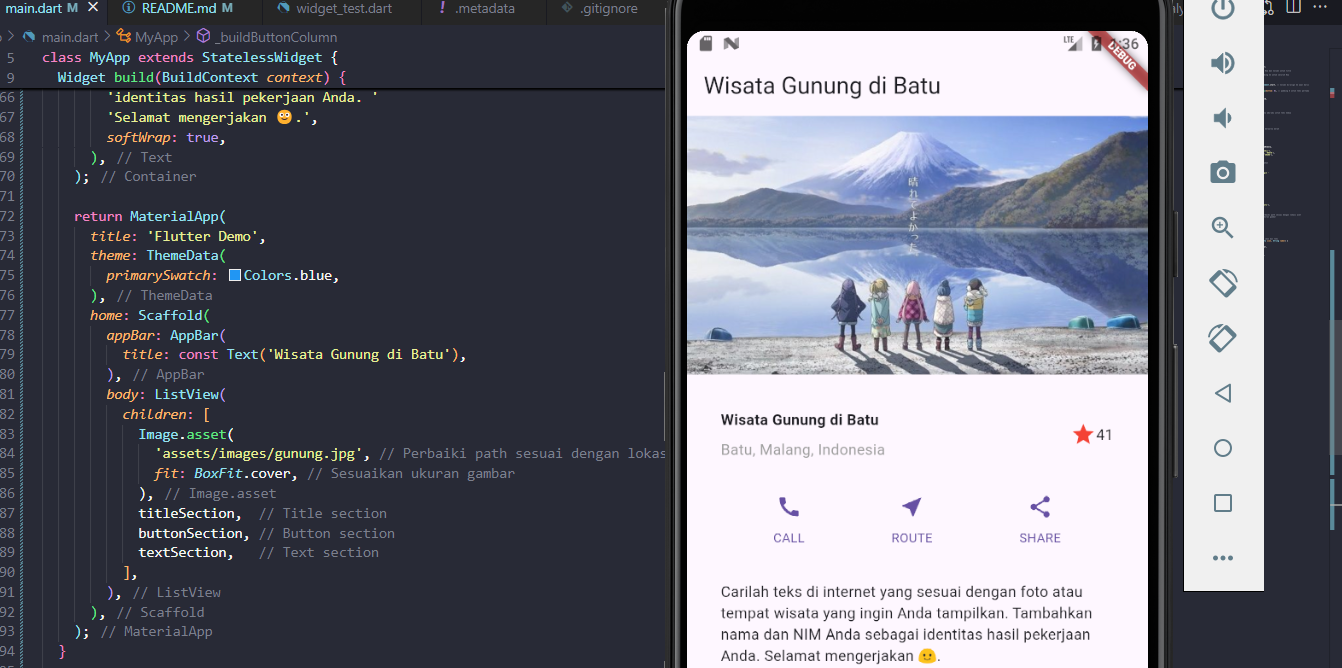 main.dart M
README.md M
widget_test.dart
.metadata
.gitignore
main.dart > MyApp > _buildButtonColumn
5 class MyApp extends StatelessWidget {
9 Widget build(BuildContext context) {
66 'identitas hasil pekerjaan Anda. '
67 'Selamat mengerjakan 🙂.',
68 softWrap: true,
69 ), // Text
70 ); // Container
71
72 return MaterialApp(
73 title: 'Flutter Demo',
74 theme: ThemeData(
75 primarySwatch: Colors.blue,
76 ), // ThemeData
77 home: Scaffold(
78 appBar: AppBar(
79 title: const Text('Wisata Gunung di Batu'),
80 ), // AppBar
81 body: ListView(
82 children: [
83 Image.asset(
84 'assets/images/gunung.jpg', // Perbaiki path sesuai dengan lokas
85 fit: BoxFit.cover, // Sesuaikan ukuran gambar
86 ), // Image.asset
87 titleSection, // Title section
88 buttonSection, // Button section
89 textSection, // Text section
90 ],
91 ), // ListView
92 ), // Scaffold
93 ); // MaterialApp
94 }
LTE
:36
DEBUG
Wisata Gunung di Batu
晴れてよかった
Wisata Gunung di Batu
Batu, Malang, Indonesia
41
CALL
ROUTE
SHARE
Carilah teks di internet yang sesuai dengan foto atau
tempat wisata yang ingin Anda tampilkan. Tambahkan
nama dan NIM Anda sebagai identitas hasil pekerjaan
Anda. Selamat mengerjakan 🙂.